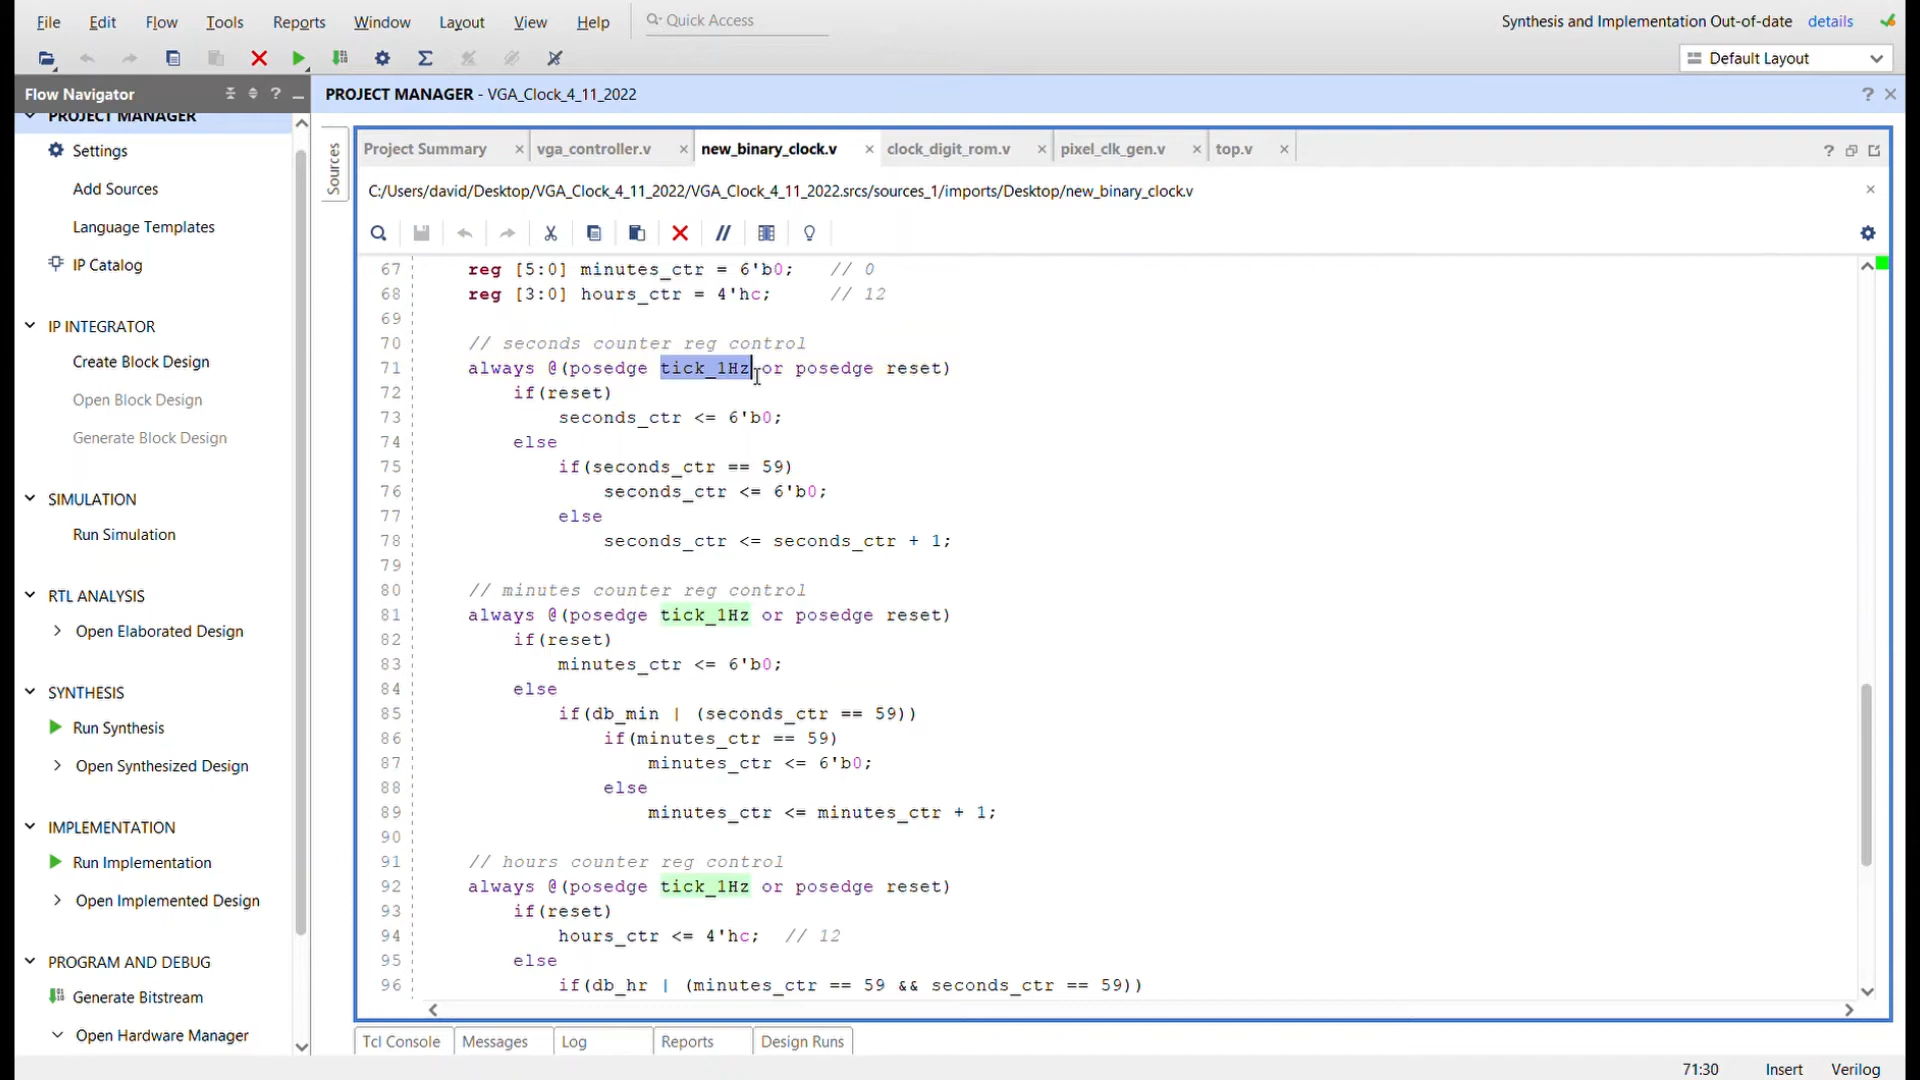 File Edit Flow Tools Reports Window Layout View Help Quick Access
Synthesis and Implementation Out-of-date details
Default Layout
Flow Navigator
PROJECT MANAGER
Settings
Add Sources
Language Templates
IP Catalog
IP INTEGRATOR
Create Block Design
Open Block Design
Generate Block Design
SIMULATION
Run Simulation
RTL ANALYSIS
Open Elaborated Design
SYNTHESIS
Run Synthesis
Open Synthesized Design
IMPLEMENTATION
Run Implementation
Open Implemented Design
PROGRAM AND DEBUG
Generate Bitstream
Open Hardware Manager
PROJECT MANAGER - VGA_Clock_4_11_2022
Sources
Project Summary vga_controller.v new_binary_clock.v clock_digit_rom.v pixel_clk_gen.v top.v
C:/Users/david/Desktop/VGA_Clock_4_11_2022/VGA_Clock_4_11_2022.srcs/sources_1/imports/Desktop/new_binary_clock.v
67 reg [5:0] minutes_ctr = 6'b0; // 0
68 reg [3:0] hours_ctr = 4'hc; // 12
69
70 // seconds counter reg control
71 always @(posedge tick_1Hz or posedge reset)
72 if(reset)
73 seconds_ctr <= 6'b0;
74 else
75 if(seconds_ctr == 59)
76 seconds_ctr <= 6'b0;
77 else
78 seconds_ctr <= seconds_ctr + 1;
79
80 // minutes counter reg control
81 always @(posedge tick_1Hz or posedge reset)
82 if(reset)
83 minutes_ctr <= 6'b0;
84 else
85 if(db_min | (seconds_ctr == 59))
86 if(minutes_ctr == 59)
87 minutes_ctr <= 6'b0;
88 else
89 minutes_ctr <= minutes_ctr + 1;
90
91 // hours counter reg control
92 always @(posedge tick_1Hz or posedge reset)
93 if(reset)
94 hours_ctr <= 4'hc; // 12
95 else
96 if(db_hr | (minutes_ctr == 59 && seconds_ctr == 59))
Tcl Console Messages Log Reports Design Runs
71:30 Insert Verilog